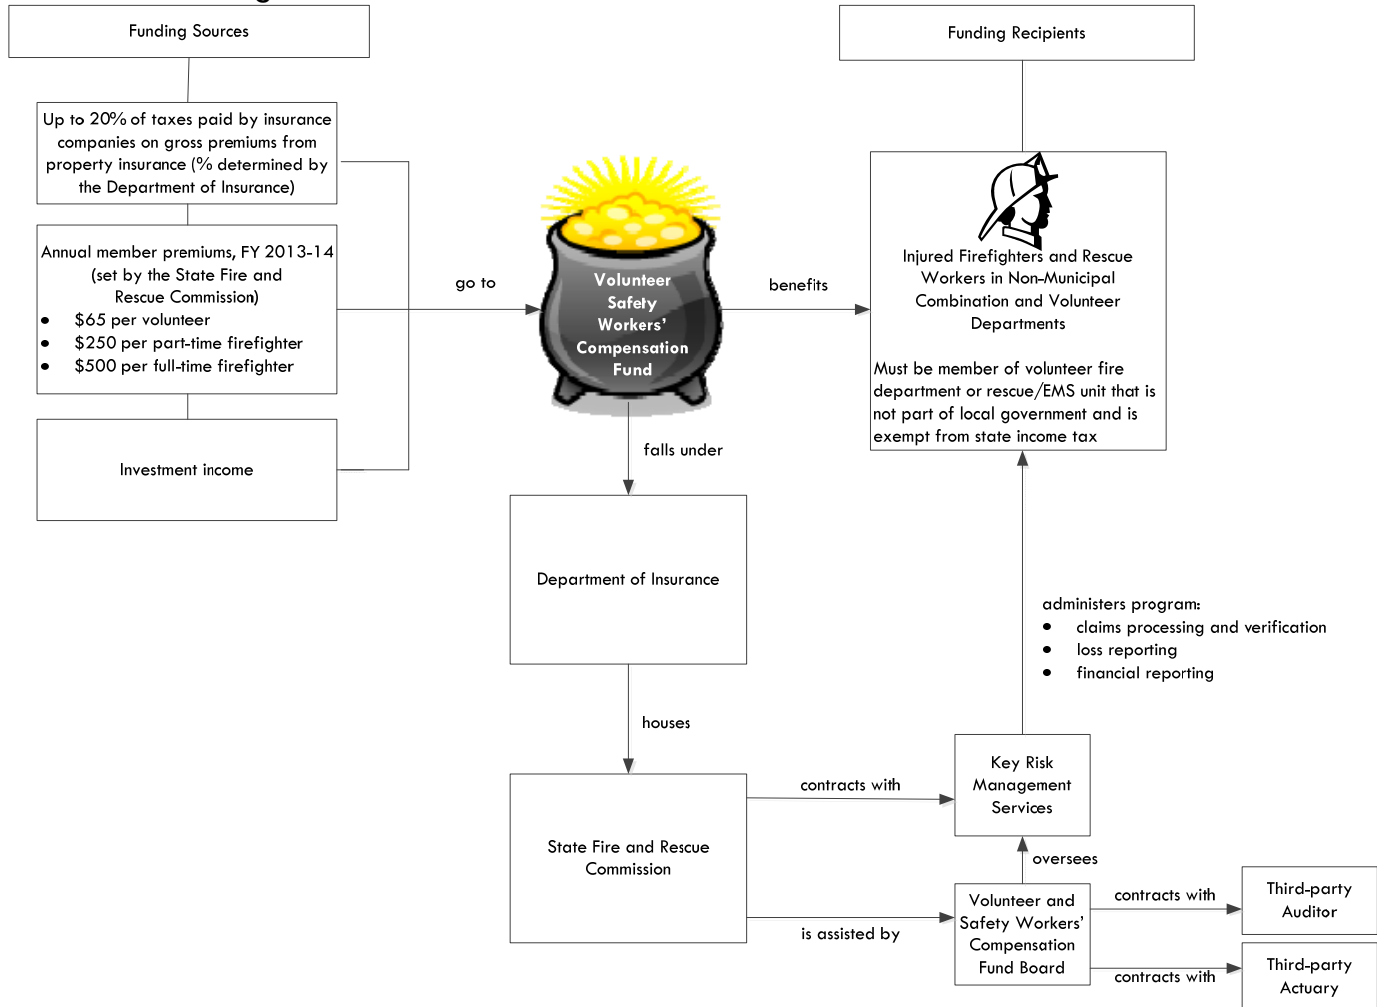 Funding Sources
Up to 20% of taxes paid by insurance
companies on gross premiums from
property insurance (% determined by
the Department of Insurance)
Annual member premiums, FY 2013-14
(set by the State Fire and
Rescue Commission)
• $65 per volunteer
• $250 per part-time firefighter
• $500 per full-time firefighter
Investment income
go to
Volunteer
Safety
Workers'
Compensation
Fund
benefits
Funding Recipients
Injured Firefighters and Rescue
Workers in Non-Municipal
Combination and Volunteer
Departments
Must be member of volunteer fire
department or rescue/EMS unit that is
not part of local government and is
exempt from state income tax
falls under
Department of Insurance
houses
State Fire and Rescue
Commission
contracts with
is assisted by
administers program:
• claims processing and verification
• loss reporting
• financial reporting
Key Risk
Management
Services
oversees
Volunteer and
Safety Workers'
Compensation
Fund Board
contracts with
Third-party
Auditor
contracts with
Third-party
Actuary